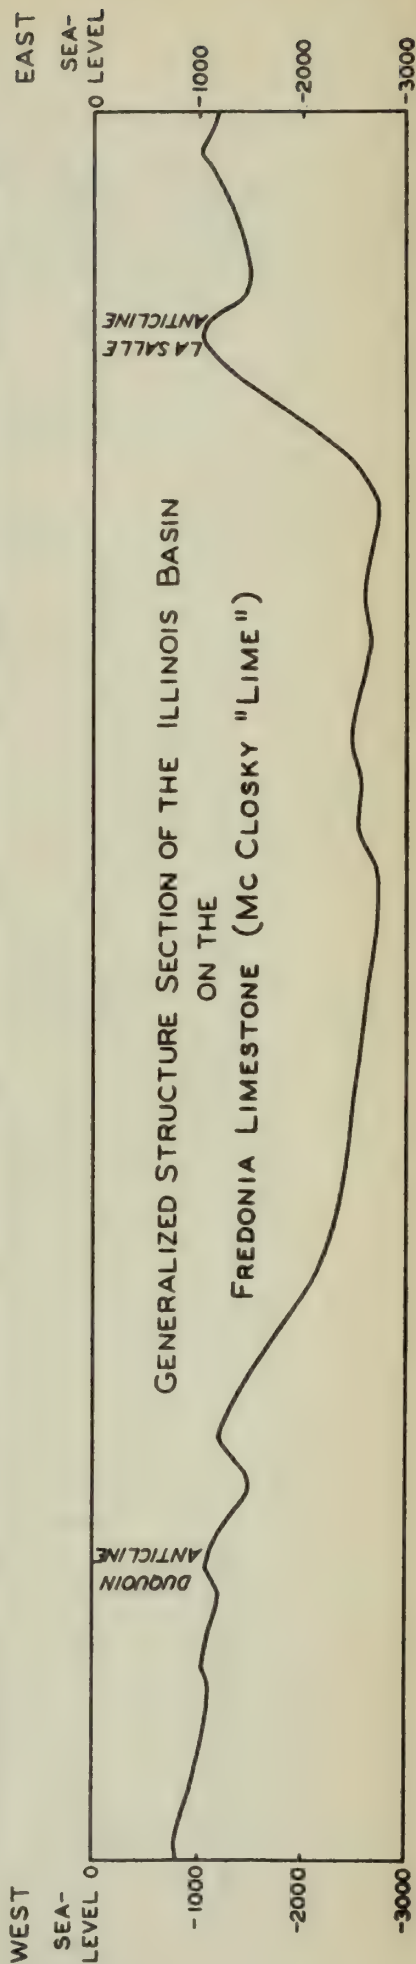 WEST
SEA-
LEVEL 0
-1000
-2000
-3000
DUQUOIN
ANTICLINE
GENERALIZED STRUCTURE SECTION OF THE ILLINOIS BASIN
ON THE
FREDONIA LIMESTONE (MC CLOSKY "LIME")
LA SALLE
ANTICLINE
EAST
SEA-
0 LEVEL
-1000
-2000
-3000